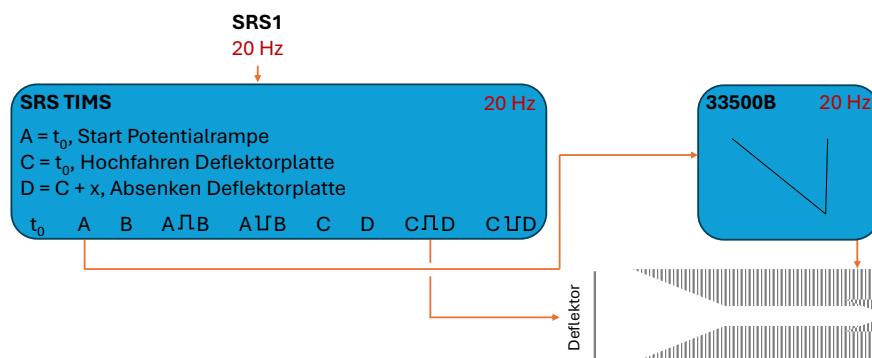 SRS1
20 Hz
SRS TIMS 20 Hz
A = t₀, Start Potentialrampe
C = t₀, Hochfahren Deflektorplatte
D = C + x, Absenken Deflektorplatte
t₀ A B A B A B C D C D C D
33500B 20 Hz
Deflektor